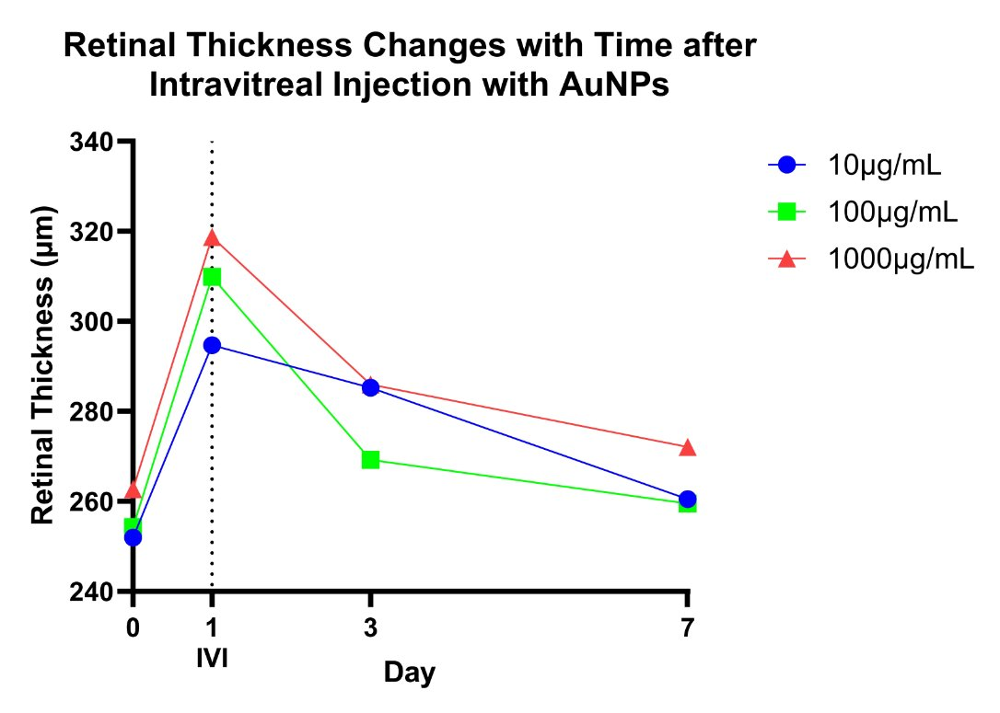 Retinal Thickness Changes with Time after
Intravitreal Injection with AuNPs
340
320
300
280
260
240
Retinal Thickness (μm)
0 1 3 7
IVI
Day
10μg/mL
100μg/mL
1000μg/mL